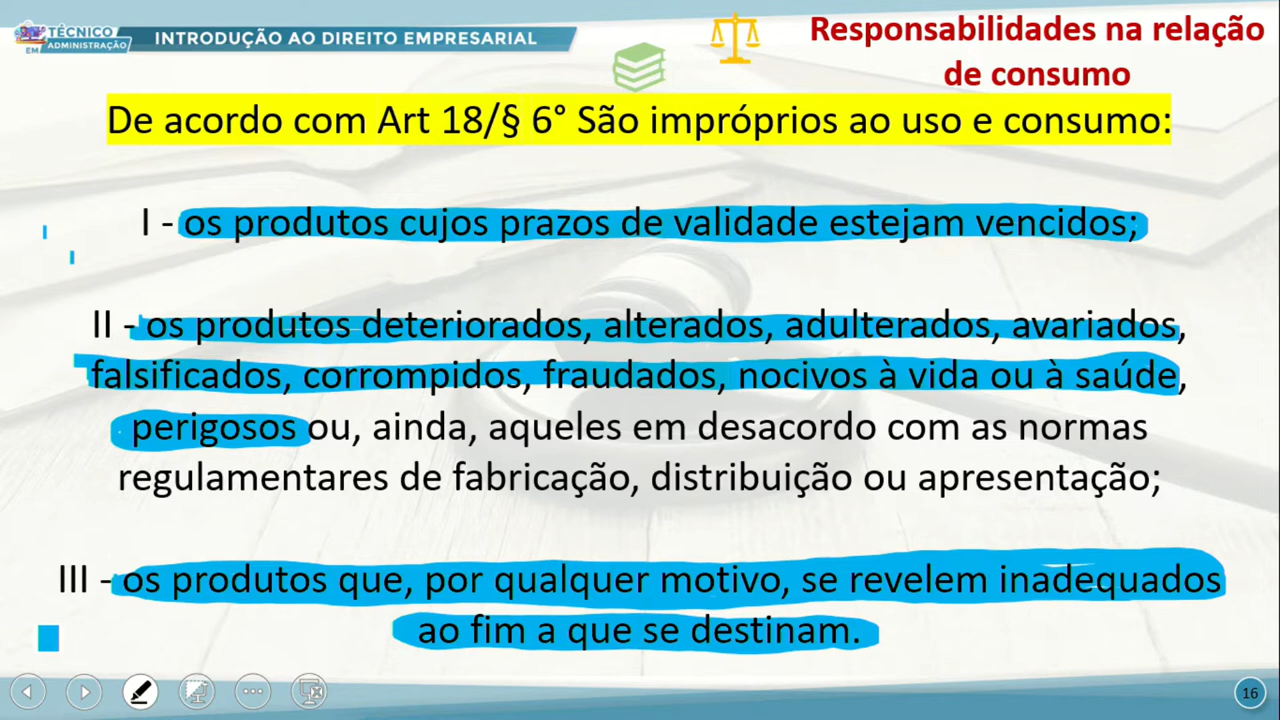 TÉCNICO
EM ADMINISTRAÇÃO
INTRODUÇÃO AO DIREITO EMPRESARIAL
Responsabilidades na relação
de consumo
De acordo com Art 18/§ 6° São impróprios ao uso e consumo:
I - os produtos cujos prazos de validade estejam vencidos;
II - os produtos deteriorados, alterados, adulterados, avariados,
falsificados, corrompidos, fraudados, nocivos à vida ou à saúde,
perigosos ou, ainda, aqueles em desacordo com as normas
regulamentares de fabricação, distribuição ou apresentação;
III - os produtos que, por qualquer motivo, se revelem inadequados
ao fim a que se destinam.
16